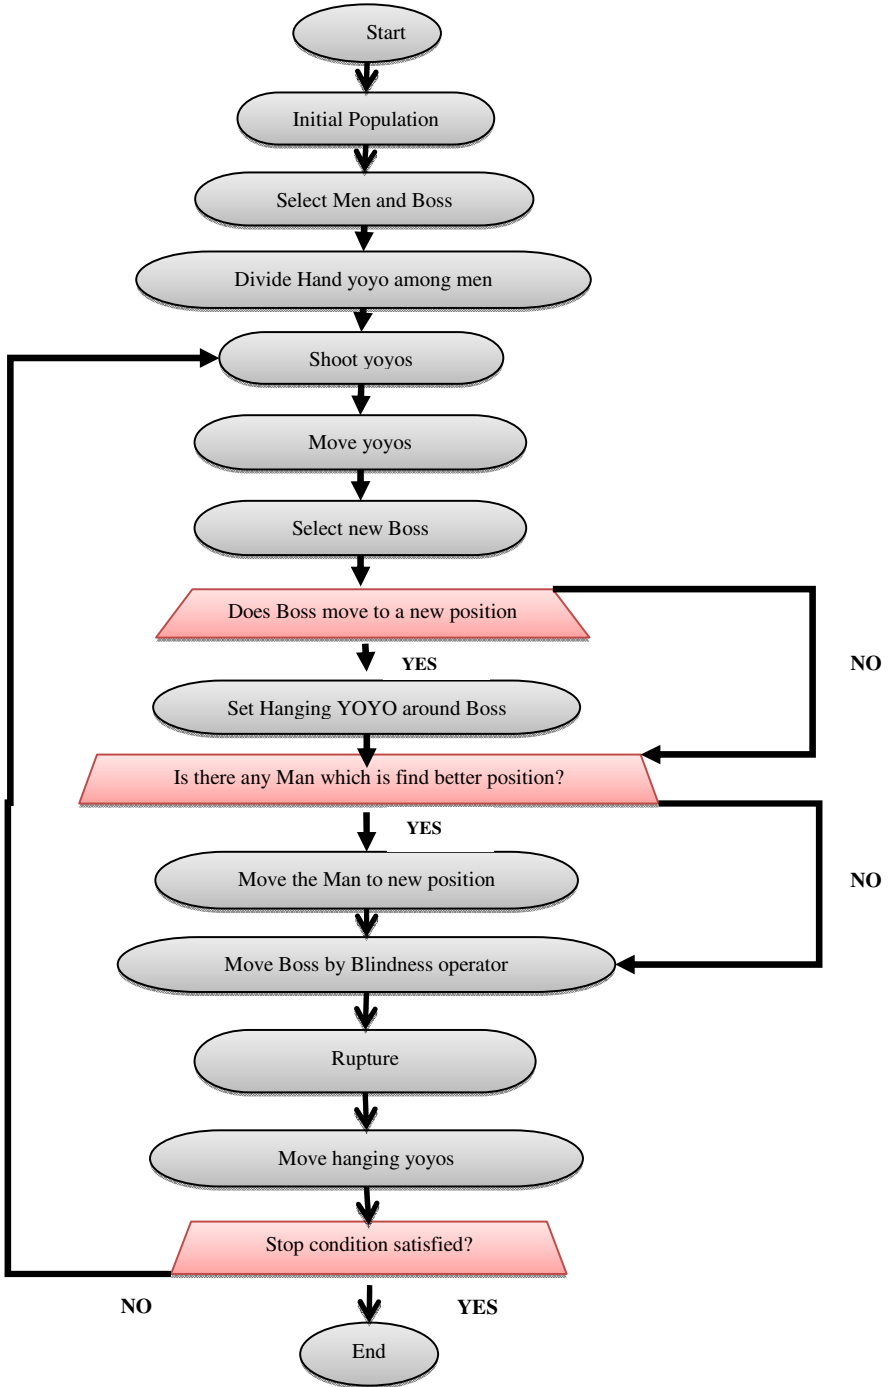 Start
Initial Population
Select Men and Boss
Divide Hand yoyo among men
Shoot yoyos
Move yoyos
Select new Boss
Does Boss move to a new position
NO
YES
Set Hanging YOYO around Boss
Is there any Man which is find better position?
YES
NO
Move the Man to new position
Move Boss by Blindness operator
Rupture
Move hanging yoyos
Stop condition satisfied?
NO
YES
End